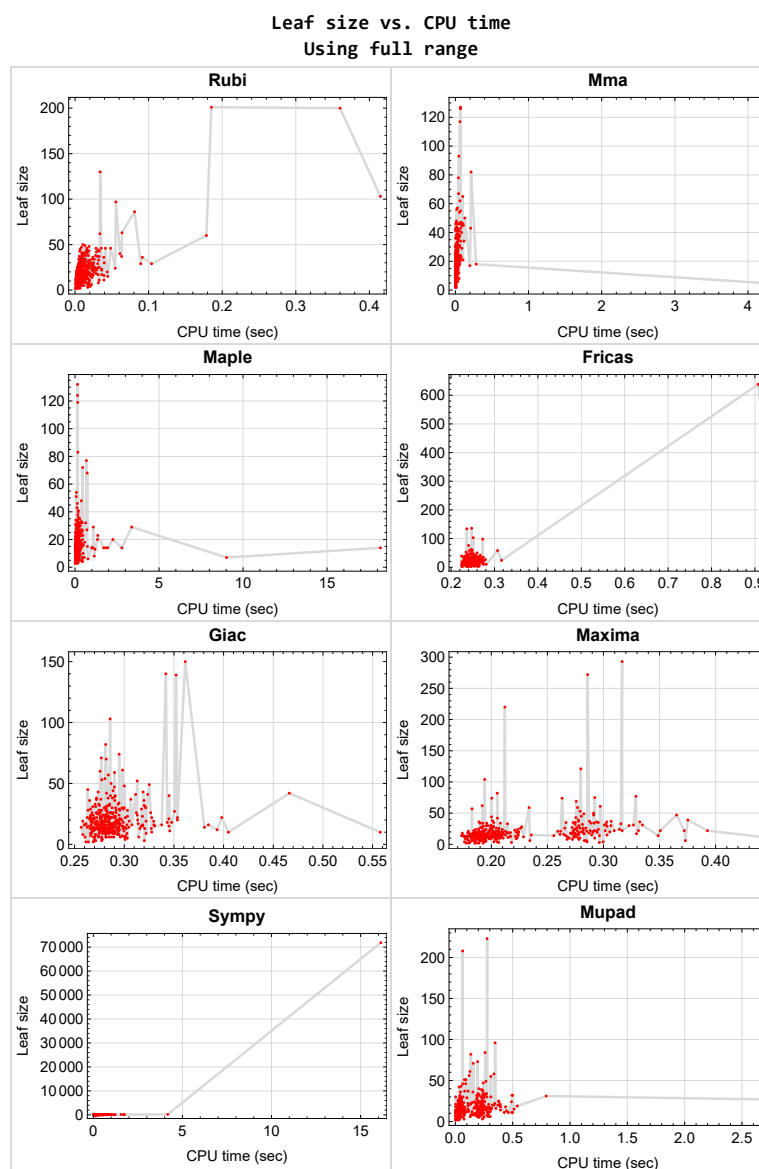 Leaf size vs. CPU time
Using full range
Rubi
Leaf size
200
150
100
50
0
0.0 0.1 0.2 0.3 0.4
CPU time (sec)
Mma
Leaf size
120
100
80
60
40
20
0
0 1 2 3 4
CPU time (sec)
Maple
Leaf size
120
100
80
60
40
20
0
0 5 10 15
CPU time (sec)
Fricas
Leaf size
600
500
400
300
200
100
0
0.2 0.3 0.4 0.5 0.6 0.7 0.8 0.9
CPU time (sec)
Giac
Leaf size
150
100
50
0
0.25 0.30 0.35 0.40 0.45 0.50 0.55
CPU time (sec)
Maxima
Leaf size
300
250
200
150
100
50
0
0.20 0.25 0.30 0.35 0.40
CPU time (sec)
Sympy
Leaf size
70000
60000
50000
40000
30000
20000
10000
0
0 5 10 15
CPU time (sec)
Mupad
Leaf size
200
150
100
50
0
0.0 0.5 1.0 1.5 2.0 2.5
CPU time (sec)